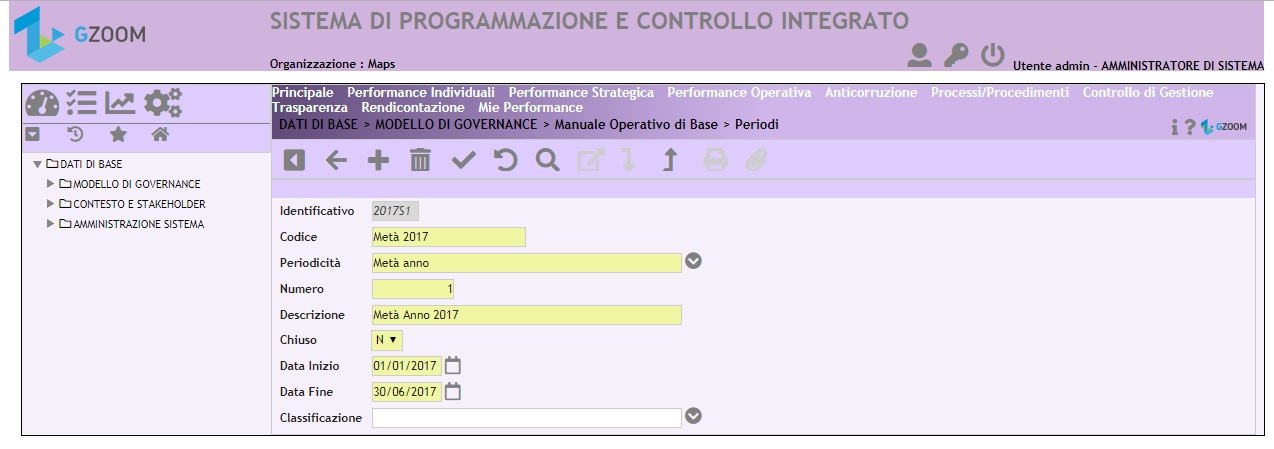 GZOOM
SISTEMA DI PROGRAMMAZIONE E CONTROLLO INTEGRATO
Organizzazione : Maps
Utente admin - AMMINISTRATORE DI SISTEMA
Principale Performance Individuali Performance Strategica Performance Operativa Anticorruzione Processi/Procedimenti Controllo di Gestione
Trasparenza Rendicontazione Mie Performance
DATI DI BASE > MODELLO DI GOVERNANCE > Manuale Operativo di Base > Periodi
GZOOM
DATI DI BASE
MODELLO DI GOVERNANCE
CONTESTO E STAKEHOLDER
AMMINISTRAZIONE SISTEMA
Identificativo 2017S1
Codice Metà 2017
Periodicità Metà anno
Numero 1
Descrizione Metà Anno 2017
Chiuso N
Data Inizio 01/01/2017
Data Fine 30/06/2017
Classificazione